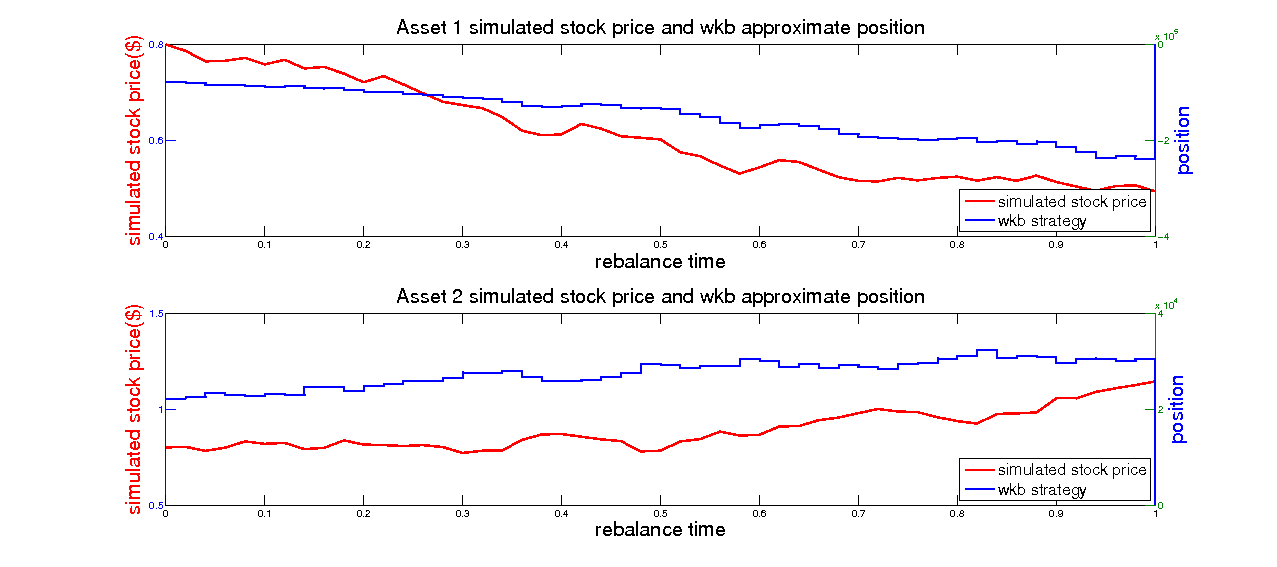 Asset 1 simulated stock price and wkb approximate position
x 10^5
simulated stock price($)
0.8
0.6
0.4
0
-2
-4
position
simulated stock price
wkb strategy
0 0.1 0.2 0.3 0.4 0.5 0.6 0.7 0.8 0.9 1
rebalance time
Asset 2 simulated stock price and wkb approximate position
x 10^4
simulated stock price($)
1.5
1
0.5
4
2
0
position
simulated stock price
wkb strategy
0 0.1 0.2 0.3 0.4 0.5 0.6 0.7 0.8 0.9 1
rebalance time